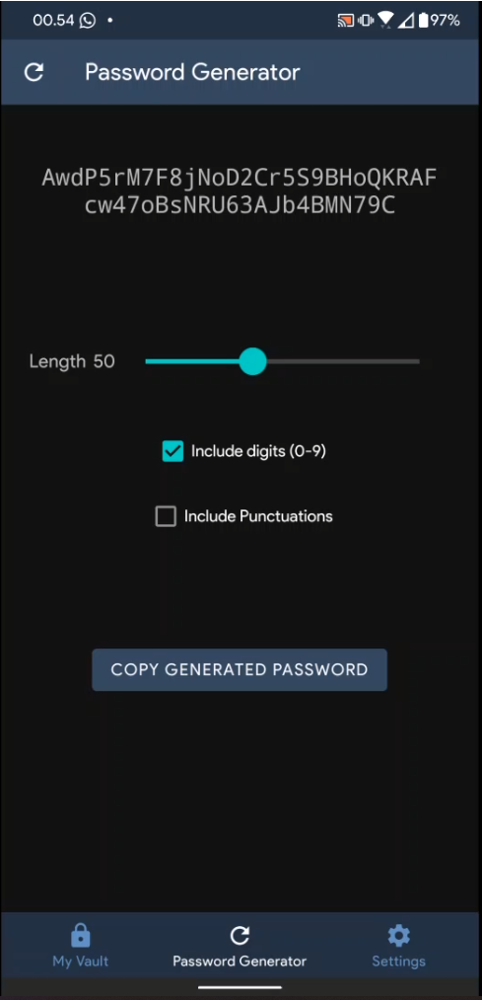 00.54
97%
Password Generator
AwdP5rM7F8jNoD2Cr5S9BHoQKRAF
cw47oBsNRU63AJb4BMN79C
Length 50
Include digits (0-9)
Include Punctuations
COPY GENERATED PASSWORD
My Vault
Password Generator
Settings